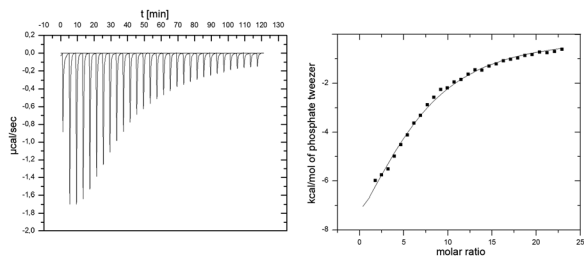 t [min]
-10 0 10 20 30 40 50 60 70 80 90 100 110 120 130
0,2
0,0
-0,2
-0,4
-0,6
-0,8
-1,0
-1,2
-1,4
-1,6
-1,8
-2,0
µcal/sec
-2
-4
-6
-8
kcal/mol of phosphate tweezer
0 5 10 15 20 25
molar ratio